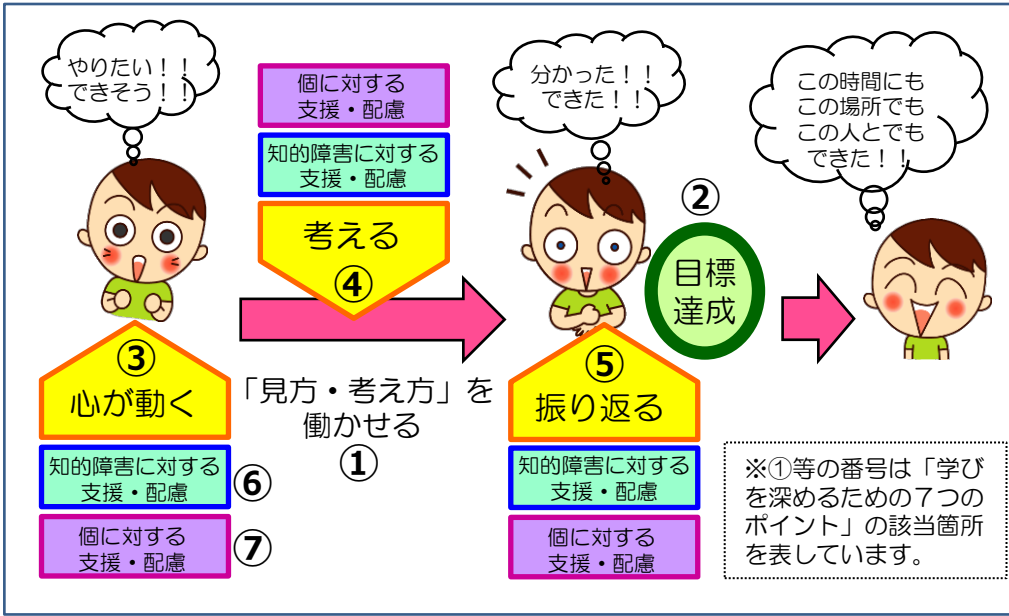 やりたい！！
できそう！！
③
心が動く
知的障害に対する
支援・配慮
⑥
個に対する
支援・配慮
⑦
個に対する
支援・配慮
知的障害に対する
支援・配慮
考える
④
「見方・考え方」を
働かせる
①
分かった！！
できた！！
②
目標
達成
⑤
振り返る
知的障害に対する
支援・配慮
個に対する
支援・配慮
この時間にも
この場所でも
この人とでも
できた！！
※①等の番号は「学び
を深めるための７つの
ポイント」の該当箇所
を表しています。